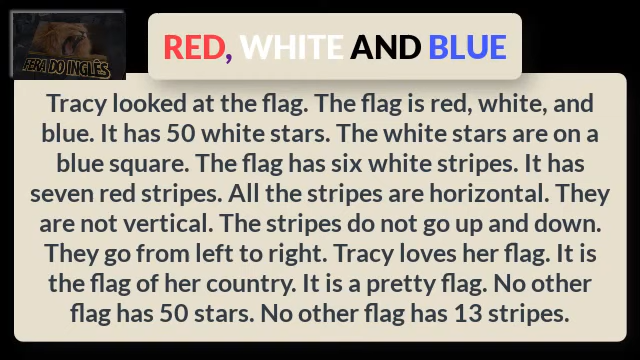 FERA DO INGLÊS
RED, WHITE AND BLUE
Tracy looked at the flag. The flag is red, white, and
blue. It has 50 white stars. The white stars are on a
blue square. The flag has six white stripes. It has
seven red stripes. All the stripes are horizontal. They
are not vertical. The stripes do not go up and down.
They go from left to right. Tracy loves her flag. It is
the flag of her country. It is a pretty flag. No other
flag has 50 stars. No other flag has 13 stripes.